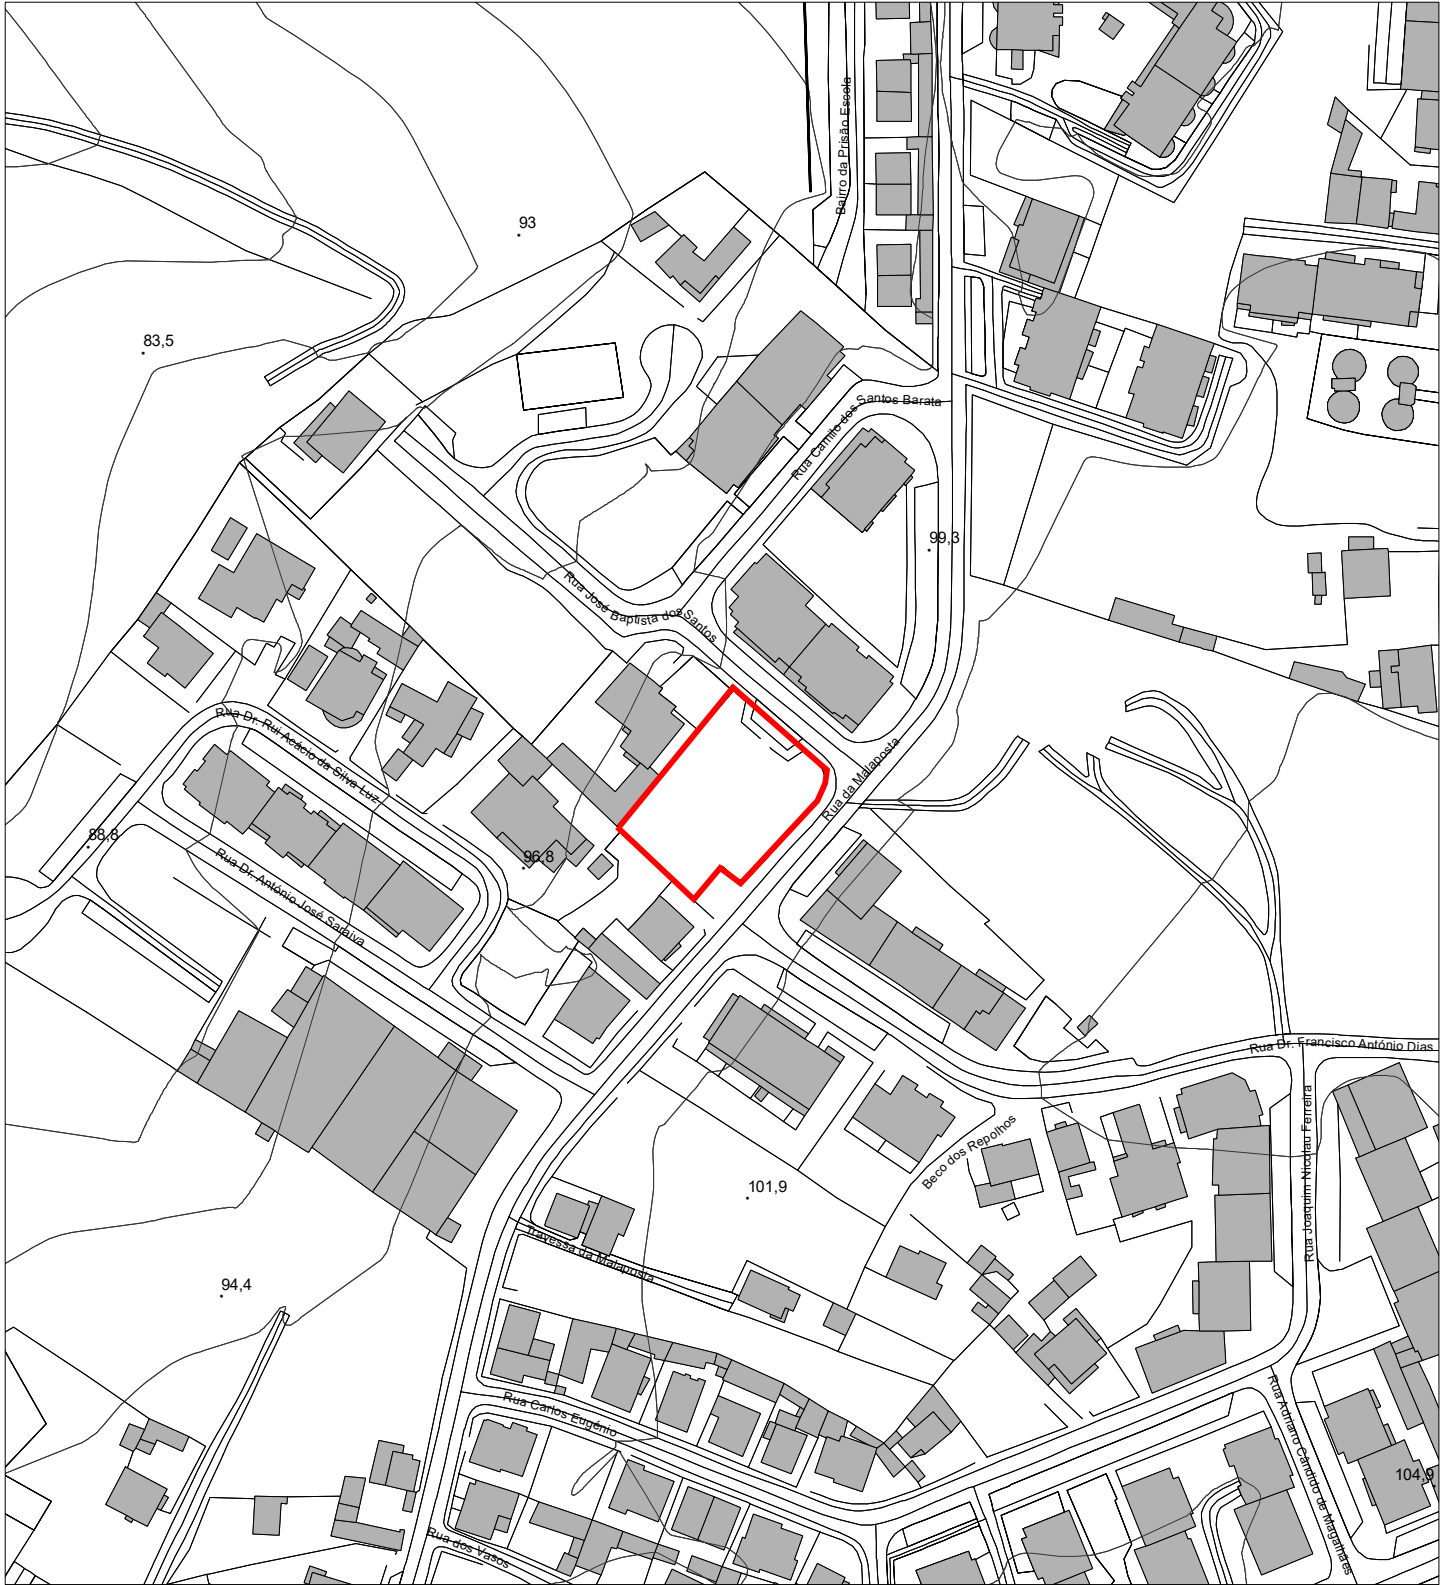 Bairro da Prisão Escola
93
83,5
Rua Camilo dos Santos Barata
99,3
Rua José Baptista dos Santos
Rua Dr. Rui Acácio da Silva Luz
Rua da Malaposta
88,8
96,8
Rua Dr. António José Saraiva
Rua Dr. Francisco António Dias
Rua Joaquim Nicolau Ferreira
Beco dos Repolhos
101,9
Travessa da Malaposta
94,4
Rua Carlos Eugénio
Rua Adriano Cândido de Magalhães
104,9
Rua dos Vasos